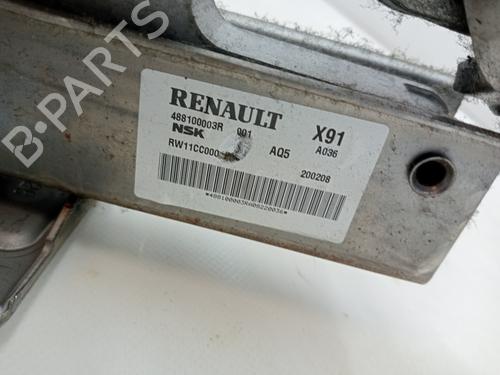 RENAULT X91
488100003R 001 A036
NSK
RW11CC000 AQ5 200208
B-PARTS